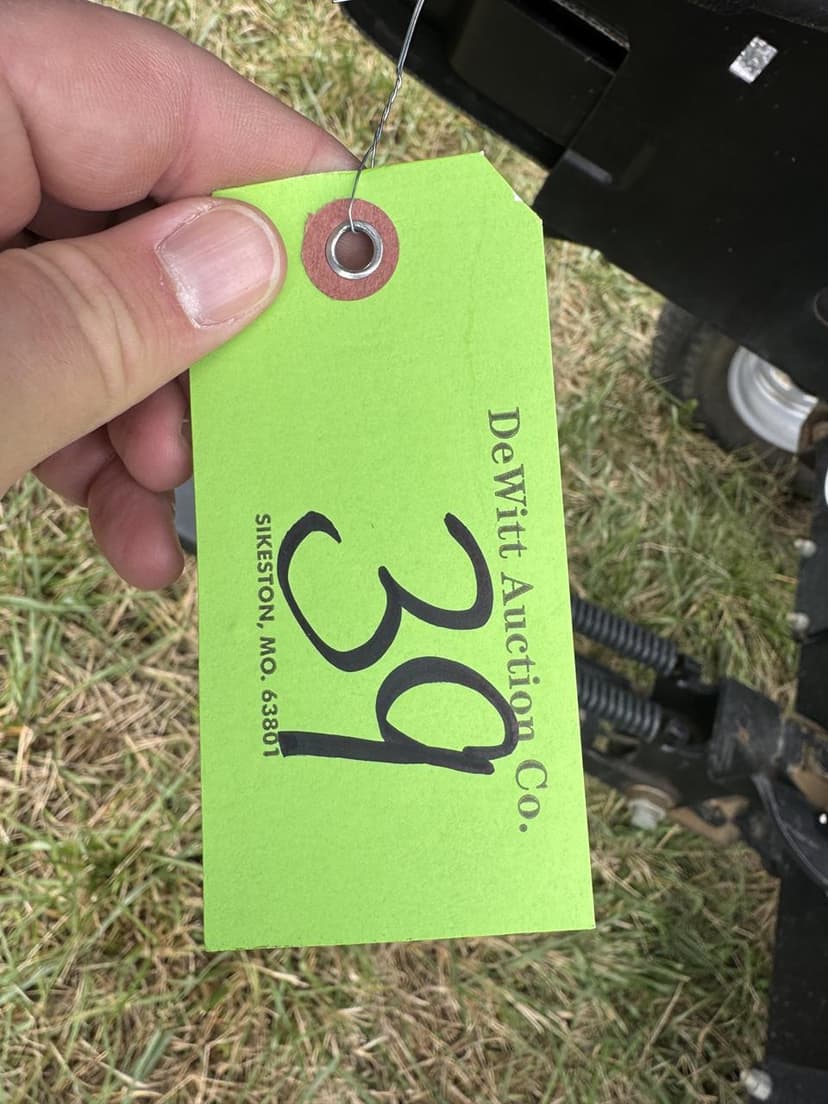 DeWitt Auction Co.
39
SIKESTON, MO. 63801